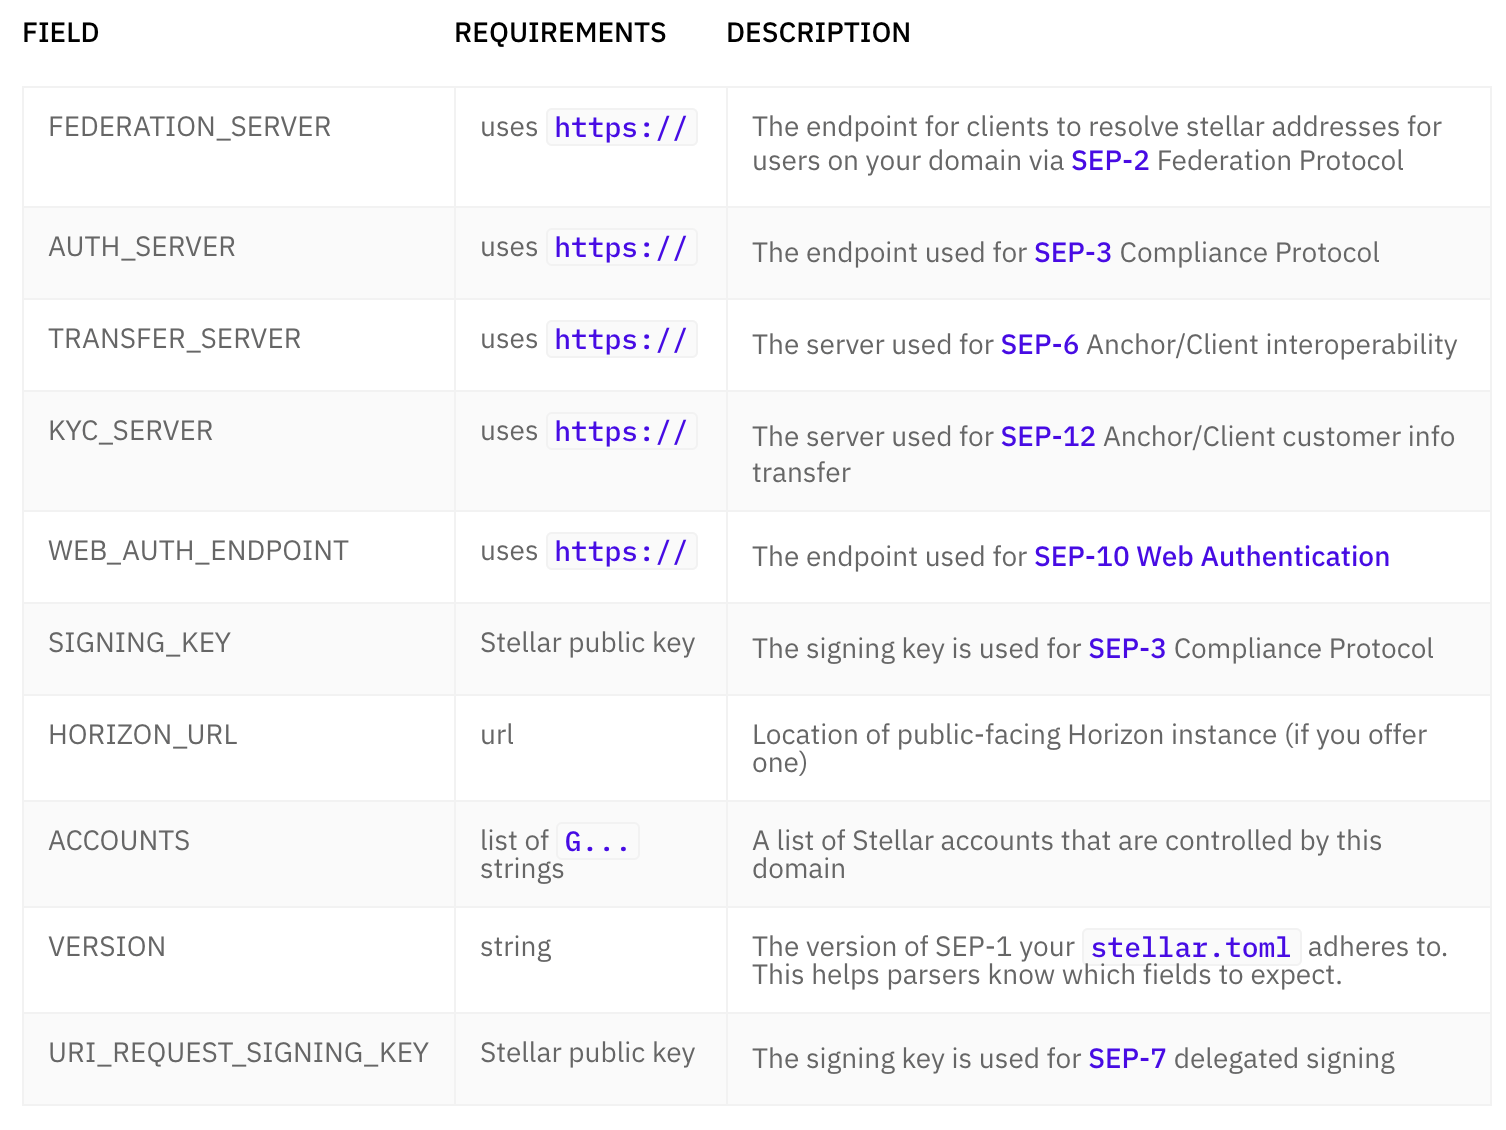 FIELD REQUIREMENTS DESCRIPTION
FEDERATION_SERVER uses https:// The endpoint for clients to resolve stellar addresses for
users on your domain via SEP-2 Federation Protocol
AUTH_SERVER uses https:// The endpoint used for SEP-3 Compliance Protocol
TRANSFER_SERVER uses https:// The server used for SEP-6 Anchor/Client interoperability
KYC_SERVER uses https:// The server used for SEP-12 Anchor/Client customer info
transfer
WEB_AUTH_ENDPOINT uses https:// The endpoint used for SEP-10 Web Authentication
SIGNING_KEY Stellar public key The signing key is used for SEP-3 Compliance Protocol
HORIZON_URL url Location of public-facing Horizon instance (if you offer
one)
ACCOUNTS list of G... A list of Stellar accounts that are controlled by this
strings domain
VERSION string The version of SEP-1 your stellar.toml adheres to.
This helps parsers know which fields to expect.
URI_REQUEST_SIGNING_KEY Stellar public key The signing key is used for SEP-7 delegated signing